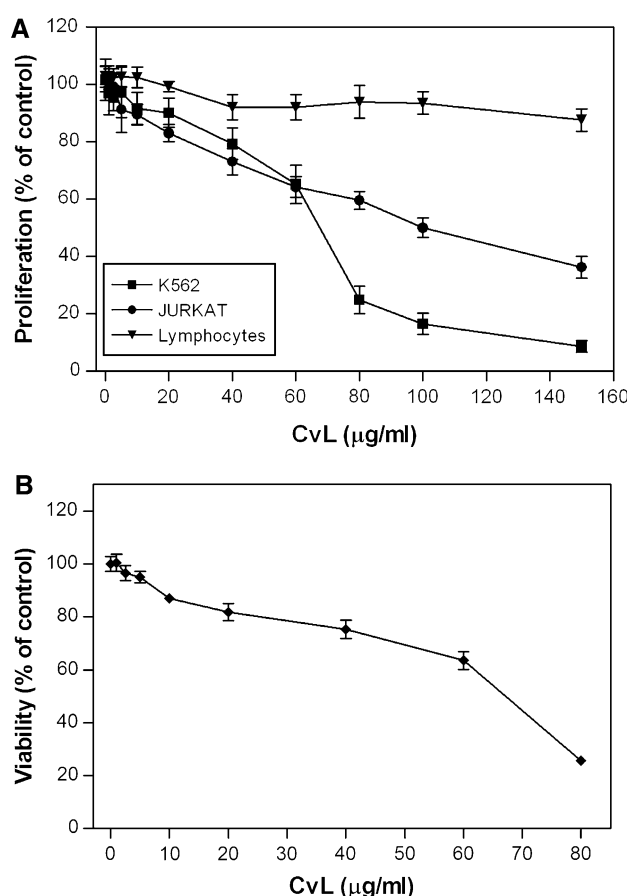 A
Proliferation (% of control)
120
100
80
60
40
20
0
K562
JURKAT
Lymphocytes
0 20 40 60 80 100 120 140 160
CvL (μg/ml)
B
Viability (% of control)
120
100
80
60
40
20
0
0 10 20 30 40 50 60 70 80
CvL (μg/ml)